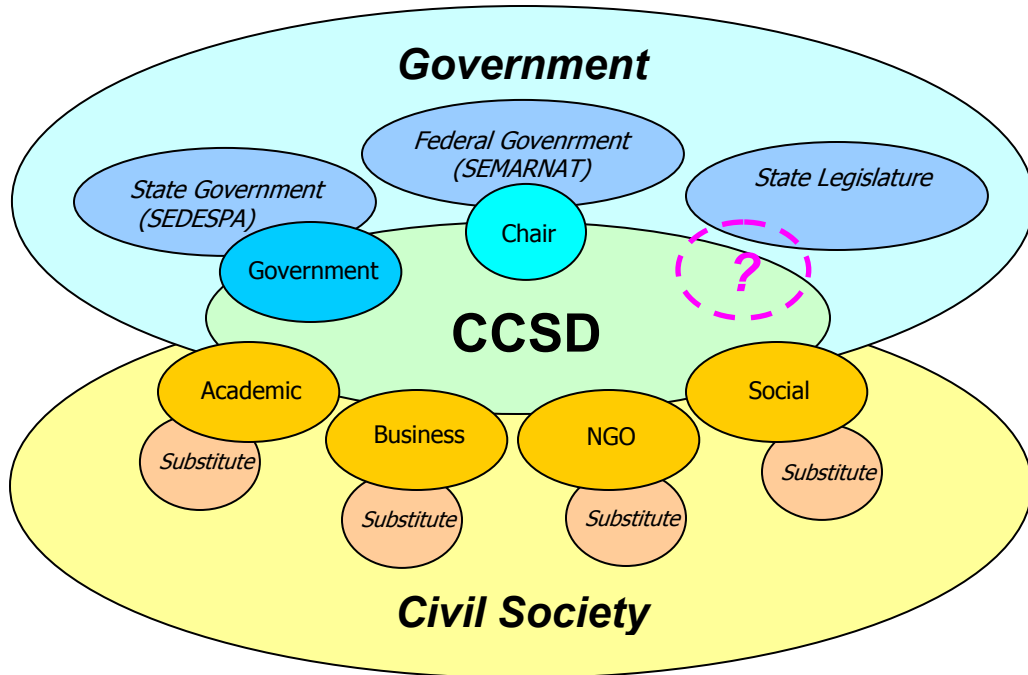 Government
Federal Govenrment
(SEMARNAT)
State Government
(SEDESPA)
State Legislature
Chair
Government
?
CCSD
Academic
Social
Business
NGO
Substitute
Substitute
Substitute
Substitute
Civil Society